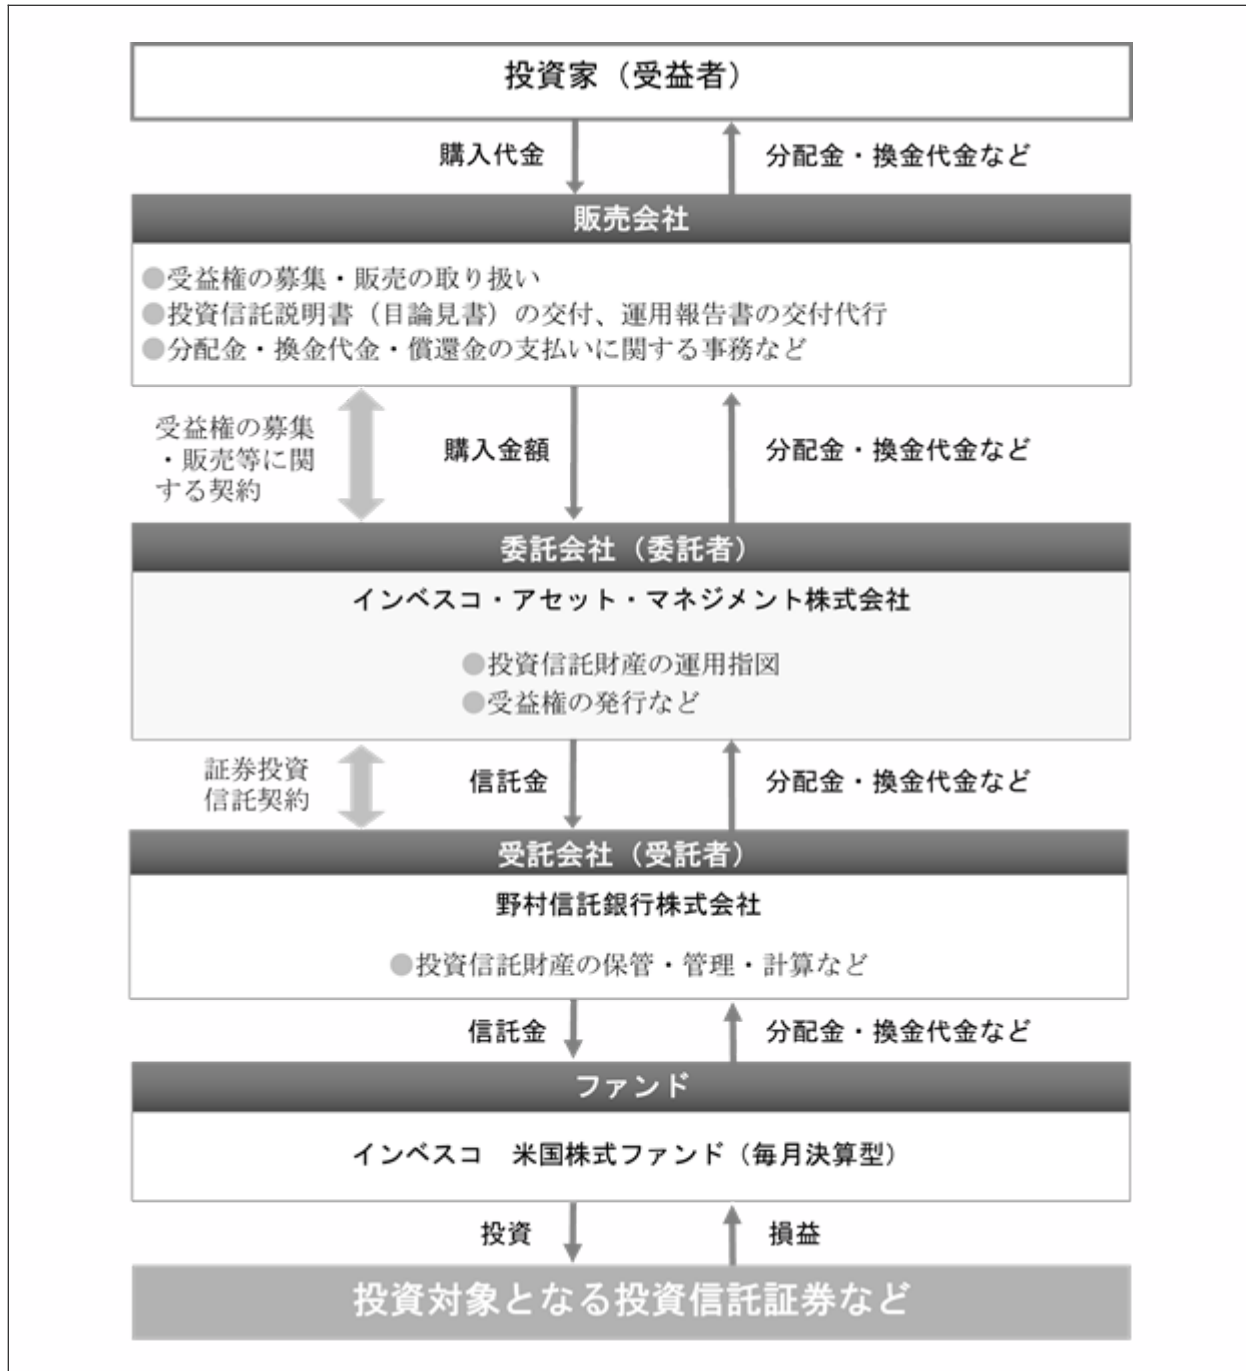 投資家（受益者）
購入代金
分配金・換金代金など
販売会社
●受益権の募集・販売の取り扱い
●投資信託説明書（目論見書）の交付、運用報告書の交付代行
●分配金・換金代金・償還金の支払いに関する事務など
受益権の募集
・販売等に関
する契約
購入金額
分配金・換金代金など
委託会社（委託者）
インベスコ・アセット・マネジメント株式会社
●投資信託財産の運用指図
●受益権の発行など
証券投資
信託契約
信託金
分配金・換金代金など
受託会社（受託者）
野村信託銀行株式会社
●投資信託財産の保管・管理・計算など
信託金
分配金・換金代金など
ファンド
インベスコ　米国株式ファンド（毎月決算型）
投資
損益
投資対象となる投資信託証券など